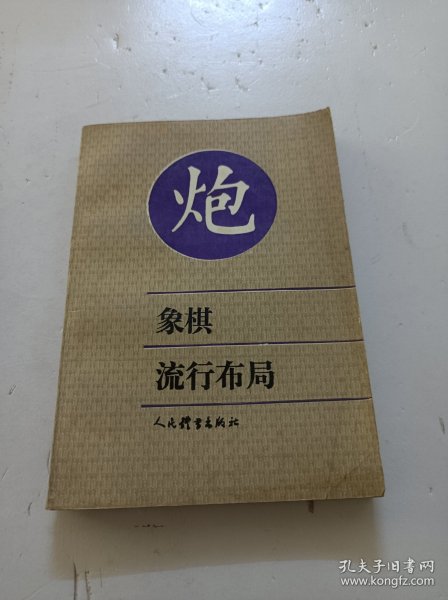 炮
象棋
流行布局
人民体育出版社
孔夫子旧书网
www.kongfz.com